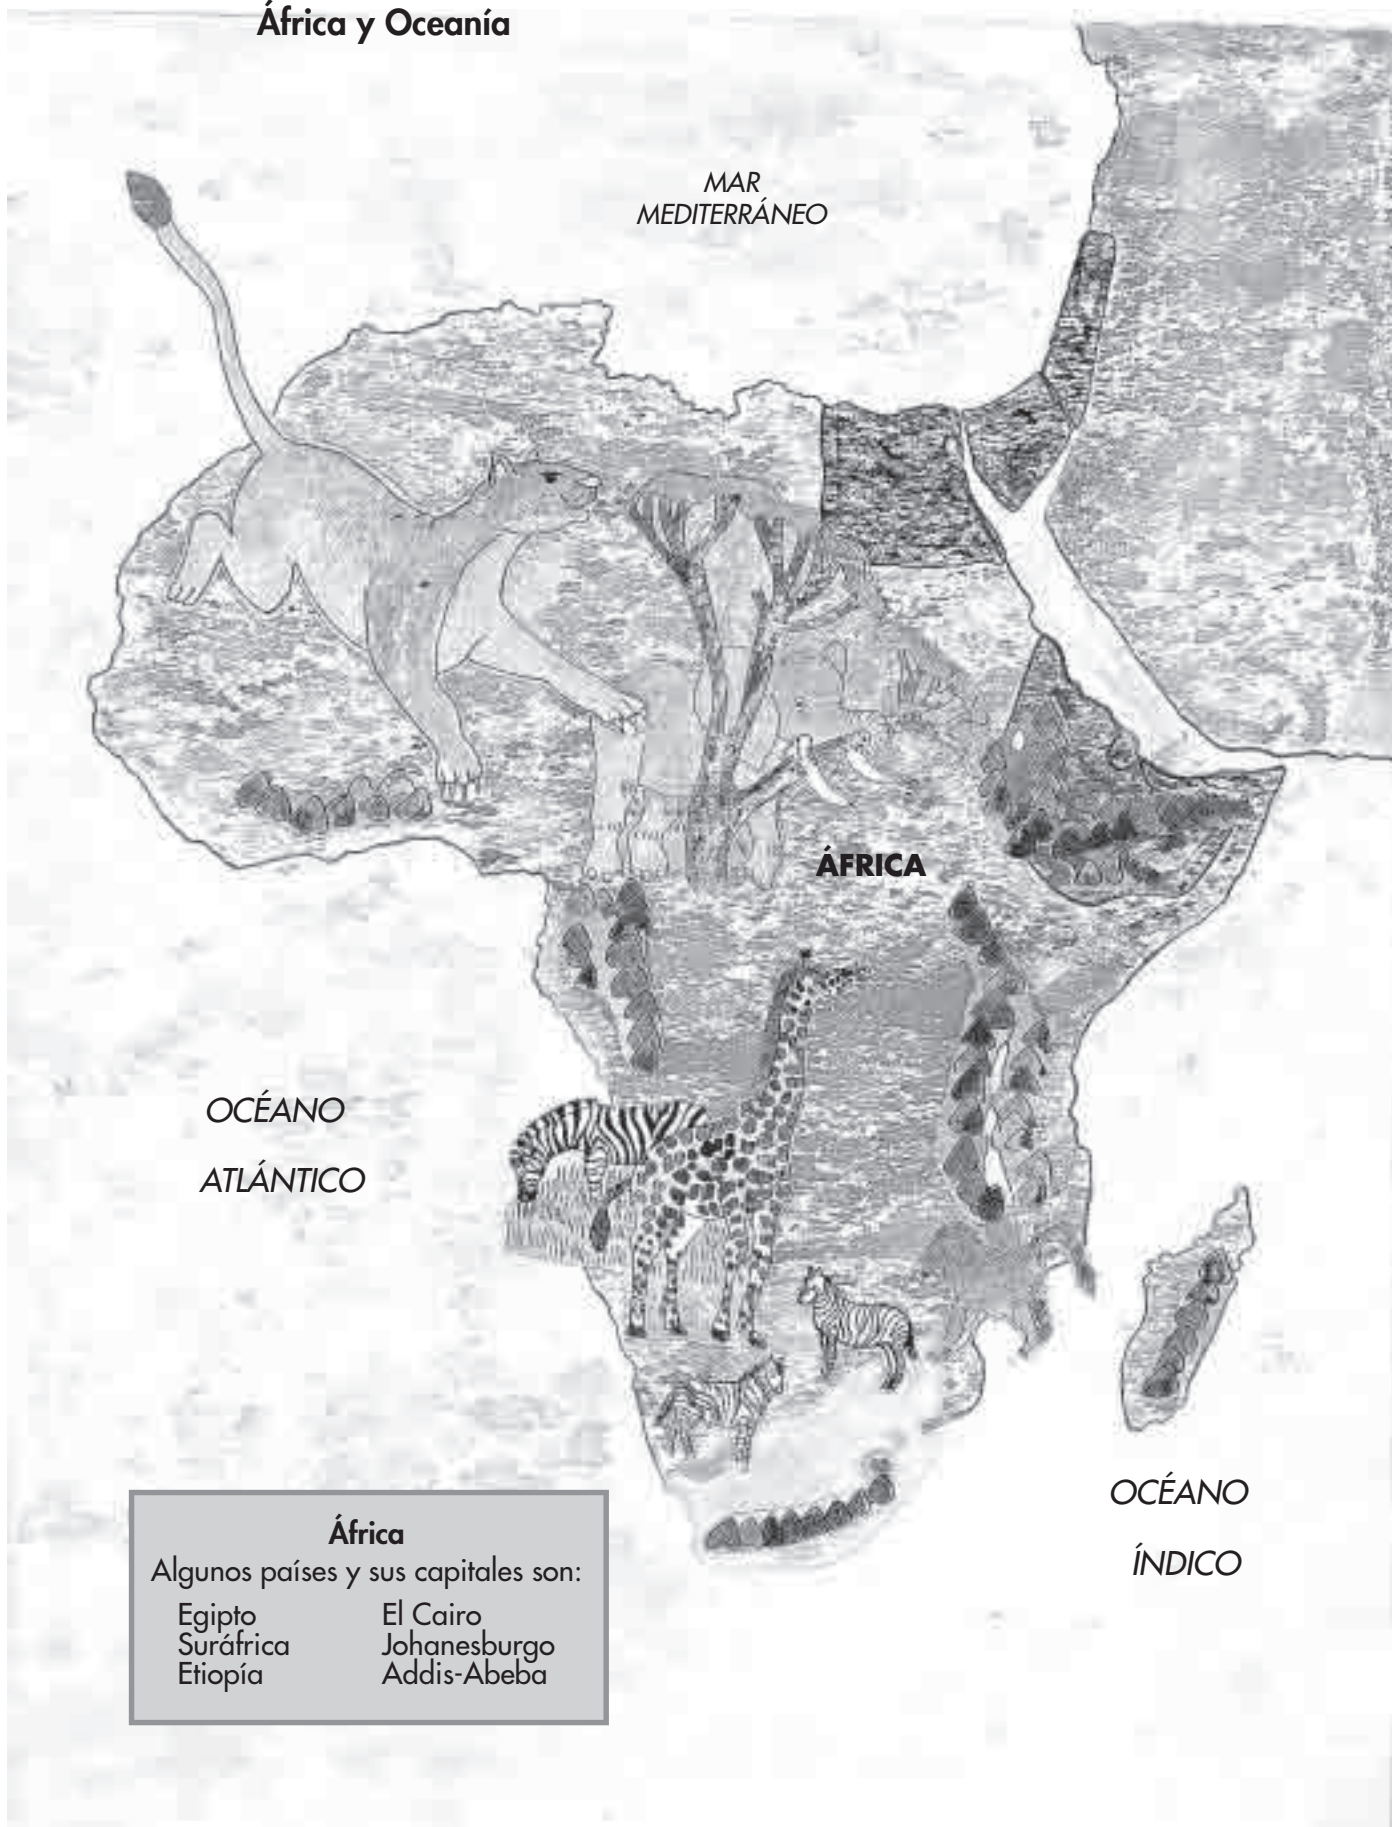 África y Oceanía
MAR
MEDITERRÁNEO
ÁFRICA
OCÉANO
ATLÁNTICO
OCÉANO
ÍNDICO
África
Algunos países y sus capitales son:
Egipto El Cairo
Suráfrica Johanesburgo
Etiopía Addis-Abeba